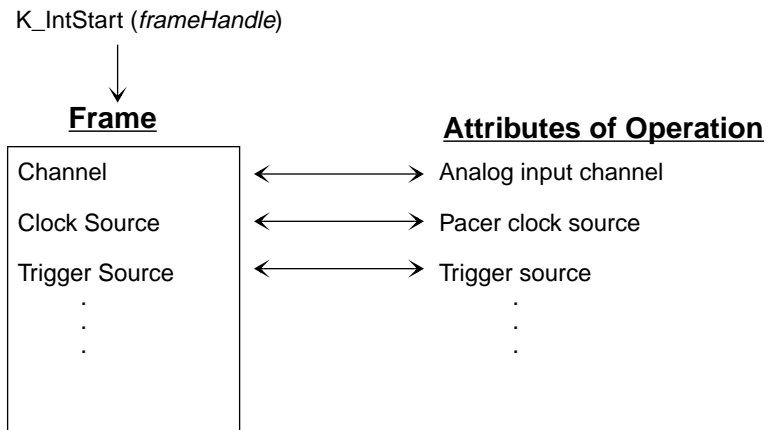 K_IntStart (frameHandle)
Frame
Attributes of Operation
Channel
Analog input channel
Clock Source
Pacer clock source
Trigger Source
Trigger source
. .
. .
. .